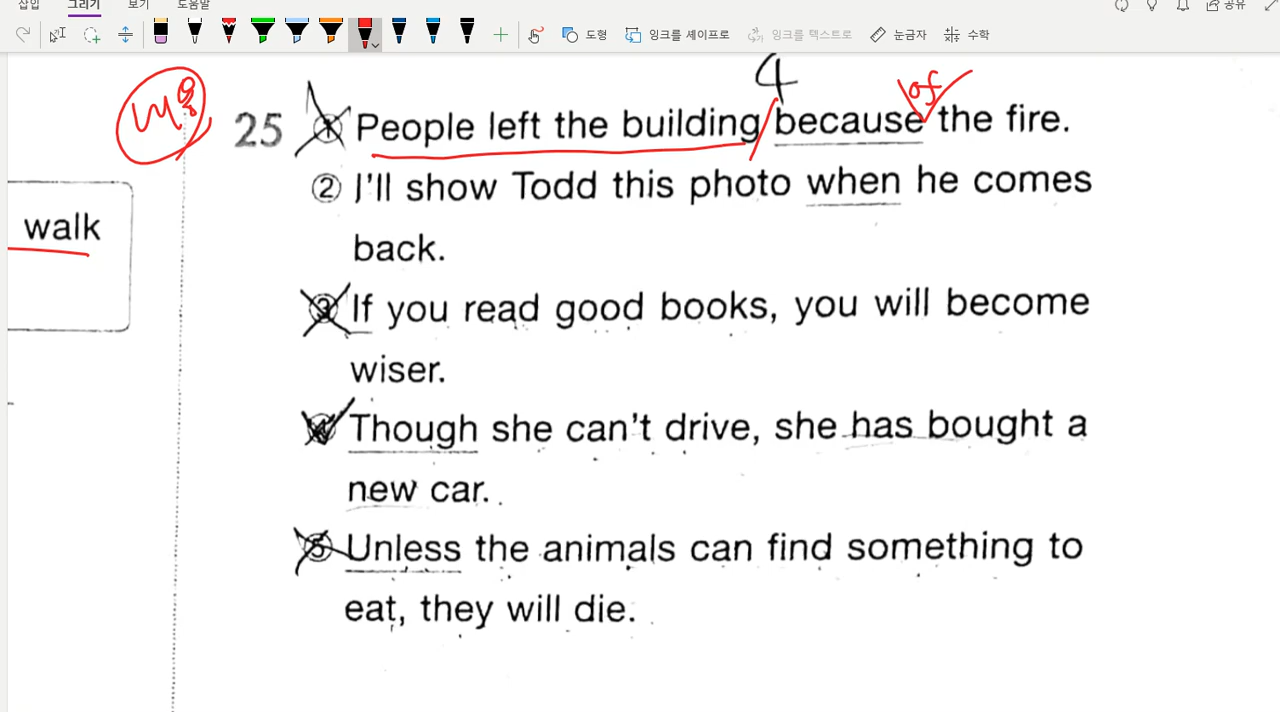 삽입 그리기 보기 도움말 공유
도형 잉크를 셰이프로 잉크를 텍스트로 눈금자 수학
4
내용 of
25 ① People left the building because the fire.
② I'll show Todd this photo when he comes
back.
walk
③ If you read good books, you will become
wiser.
④ Though she can't drive, she has bought a
new car.
⑤ Unless the animals can find something to
eat, they will die.